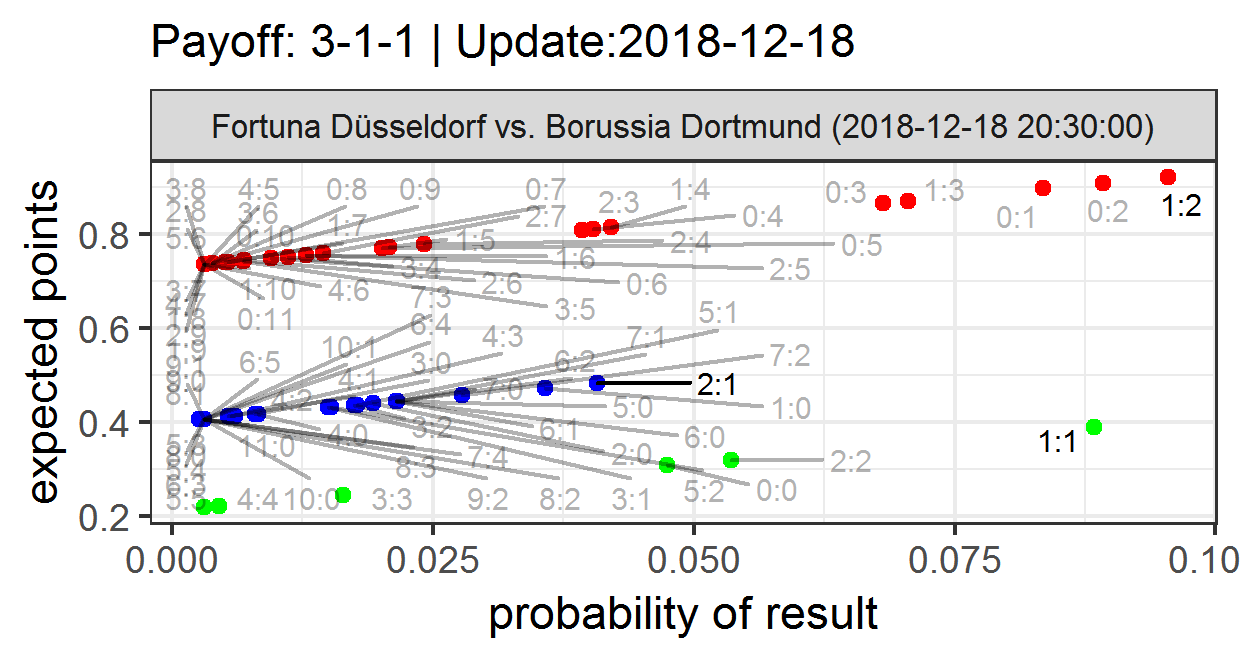 Payoff: 3-1-1 | Update:2018-12-18
Fortuna Düsseldorf vs. Borussia Dortmund (2018-12-18 20:30:00)
expected points
0.8
0.6
0.4
0.2
3:8 4:5 0:8 0:9 0:7 2:3 1:4 0:3 1:3
2:8 3:6 1:7 2:7 0:4 0:1 0:2 1:2
5:6 0:10 1:5 2:4 0:5
3:4 1:6 2:5
1:10 4:6 7:3 2:6 3:5 0:6
0:11 6:4 4:3 7:1 5:1
10:1 3:0 6:2 7:2
6:5 4:1 7:0 2:1
8:1 4:2 5:0 1:0
4:0 3:2 6:1 6:0 1:1
11:0 8:3 7:4 2:0 2:2
4:4 10:0 3:3 9:2 8:2 3:1 5:2 0:0
0.000 0.025 0.050 0.075 0.10
probability of result